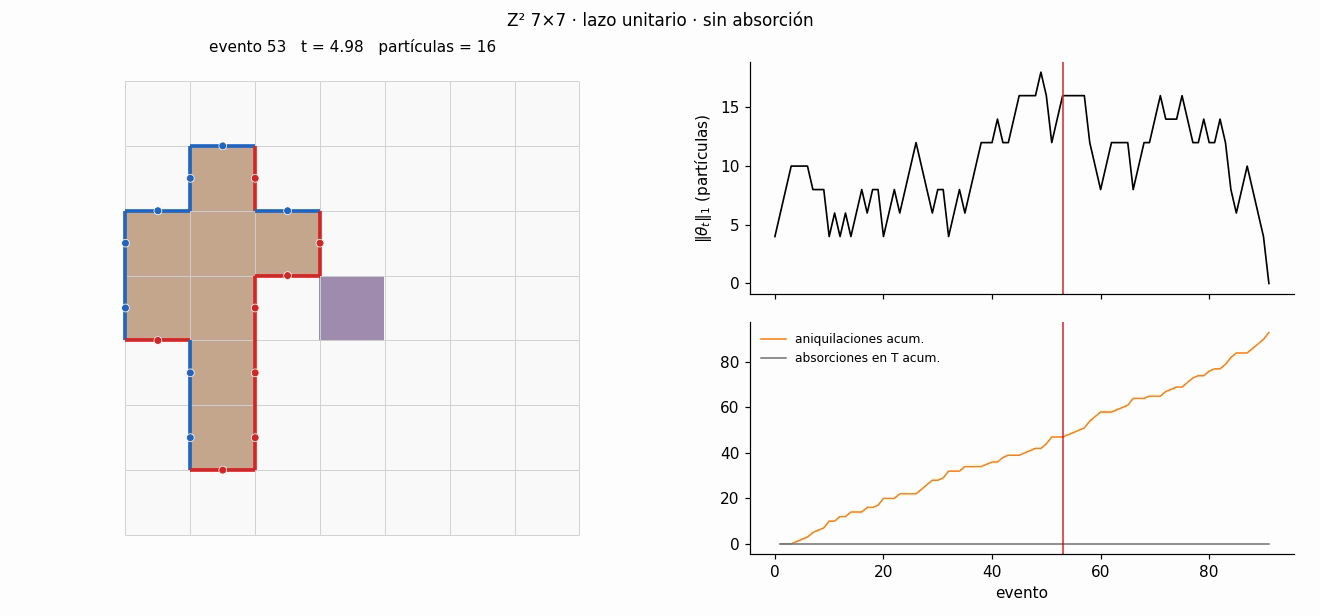 Z² 7×7 · lazo unitario · sin absorción
evento 53   t = 4.98   partículas = 16
‖θₜ‖₁ (partículas)
15
10
5
0
aniquilaciones acum.
absorciones en T acum.
80
60
40
20
0
0 20 40 60 80
evento